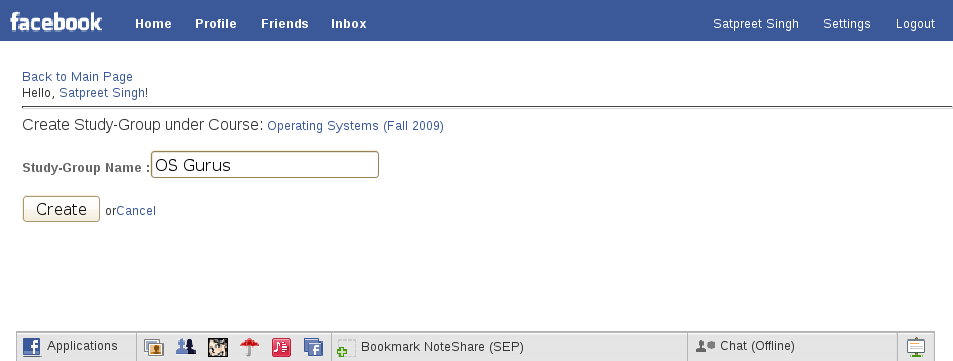 facebook Home Profile Friends Inbox Satpreet Singh Settings Logout
Back to Main Page
Hello, Satpreet Singh!
Create Study-Group under Course: Operating Systems (Fall 2009)
Study-Group Name : OS Gurus
Create orCancel
Applications Bookmark NoteShare (SEP) Chat (Offline)